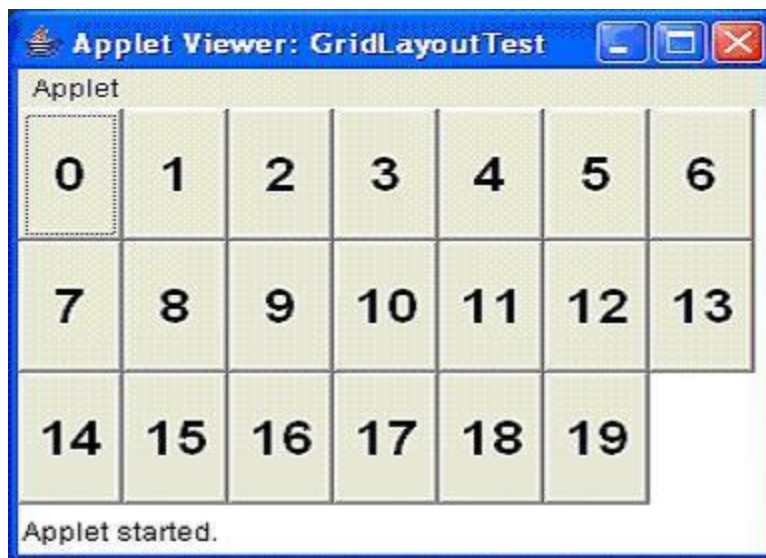 Applet Viewer: GridLayoutTest
Applet
0 1 2 3 4 5 6
7 8 9 10 11 12 13
14 15 16 17 18 19
Applet started.